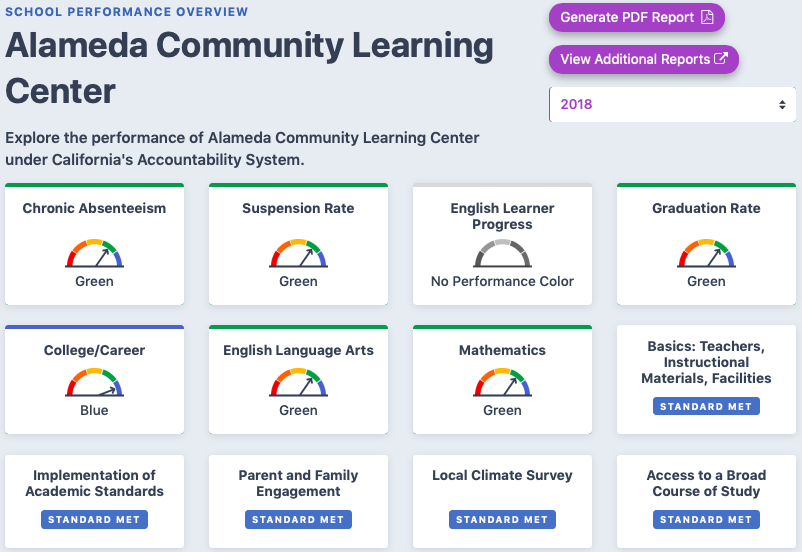 SCHOOL PERFORMANCE OVERVIEW
Alameda Community Learning
Center
Generate PDF Report
View Additional Reports
2018
Explore the performance of Alameda Community Learning Center
under California's Accountability System.
Chronic Absenteeism
Green
Suspension Rate
Green
English Learner
Progress
No Performance Color
Graduation Rate
Green
College/Career
Blue
English Language Arts
Green
Mathematics
Green
Basics: Teachers,
Instructional
Materials, Facilities
STANDARD MET
Implementation of
Academic Standards
STANDARD MET
Parent and Family
Engagement
STANDARD MET
Local Climate Survey
STANDARD MET
Access to a Broad
Course of Study
STANDARD MET